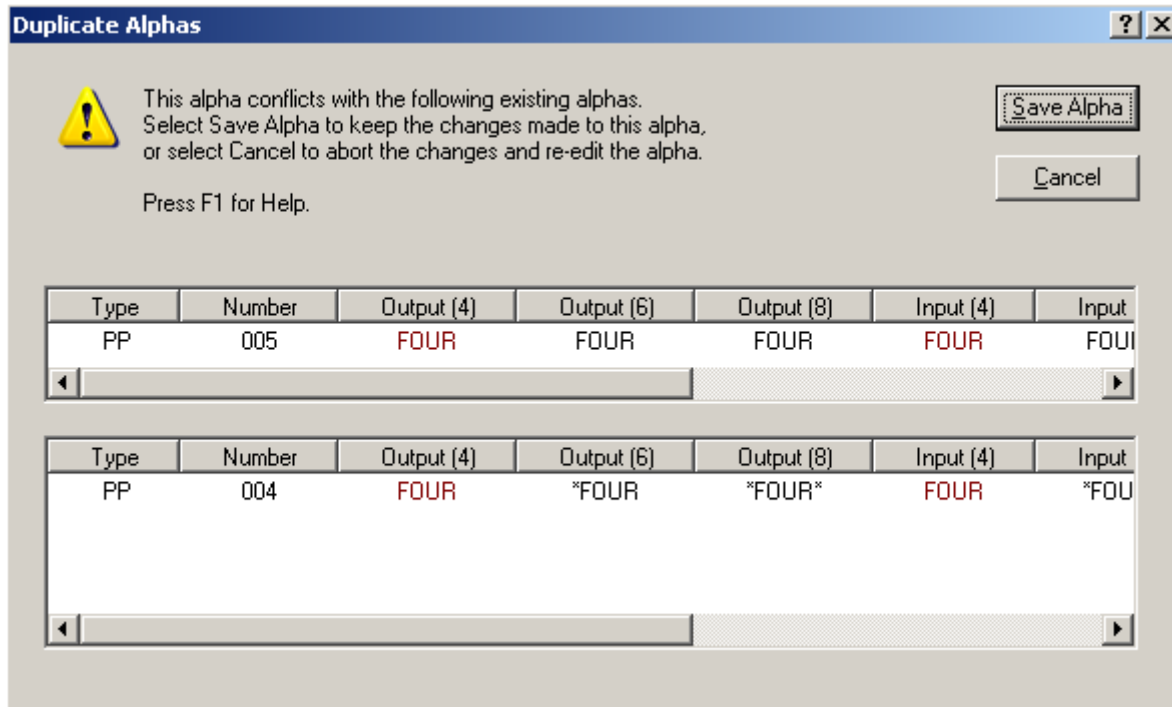 Duplicate Alphas
This alpha conflicts with the following existing alphas.
Select Save Alpha to keep the changes made to this alpha,
or select Cancel to abort the changes and re-edit the alpha.
Press F1 for Help.
Save Alpha
Cancel
Type Number Output (4) Output (6) Output (8) Input (4) Input
PP 005 FOUR FOUR FOUR FOUR
Type Number Output (4) Output (6) Output (8) Input (4) Input
PP 004 FOUR *FOUR *FOUR* FOUR *FOU